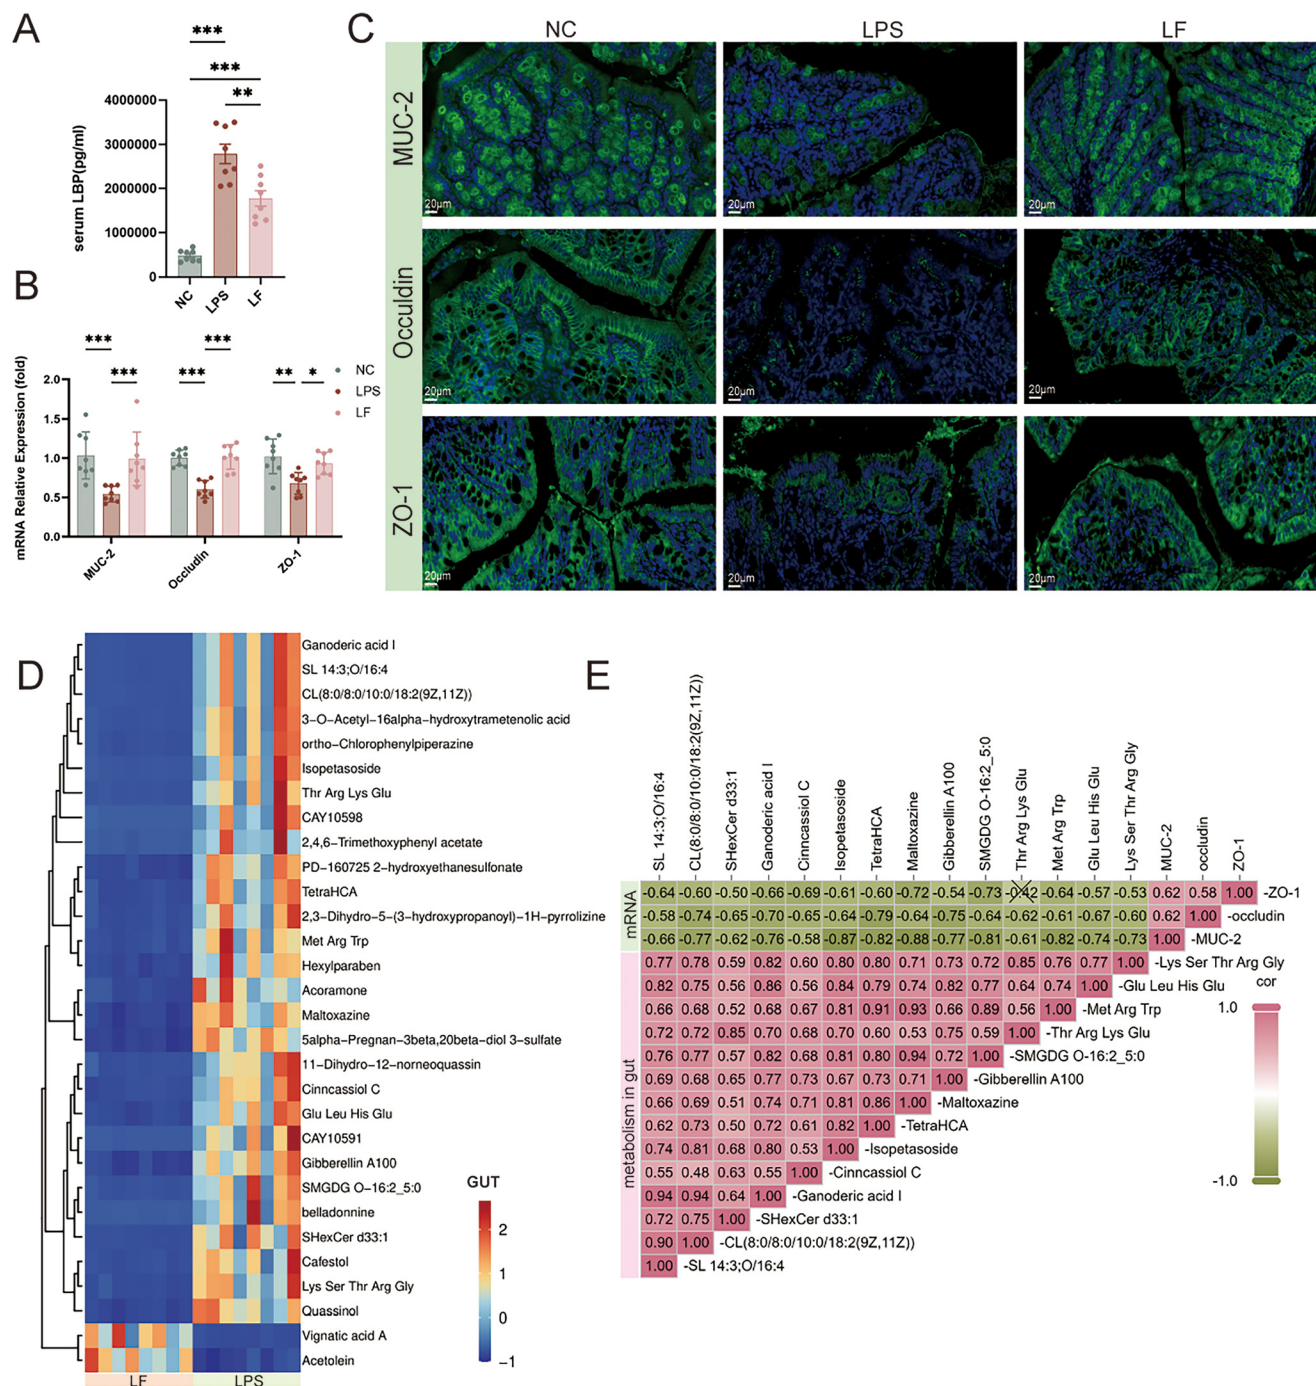 A
***
***
**
serum LBP(pg/ml)
4000000
3000000
2000000
1000000
0
NC
LPS
LF
B
***
***
***
***
**
*
NC
LPS
LF
mRNA Relative Expression (fold)
2.0
1.5
1.0
0.5
0.0
MUC-2
Occludin
ZO-1
C
NC
LPS
LF
MUC-2
20μm
20μm
20μm
Occuldin
20μm
20μm
20μm
ZO-1
20μm
20μm
20μm
D
Ganoderic acid I
SL 14:3;O/16:4
CL(8:0/8:0/10:0/18:2(9Z,11Z))
3-O-Acetyl-16alpha-hydroxytrametenolic acid
ortho-Chlorophenylpiperazine
Isopetasoside
Thr Arg Lys Glu
CAY10598
2,4,6-Trimethoxyphenyl acetate
PD-160725 2-hydroxyethanesulfonate
TetraHCA
2,3-Dihydro-5-(3-hydroxypropanoyl)-1H-pyrrolizine
Met Arg Trp
Hexylparaben
Acoramone
Maltoxazine
5alpha-Pregnan-3beta,20beta-diol 3-sulfate
11-Dihydro-12-norneoquassin
Cinncassiol C
Glu Leu His Glu
CAY10591
Gibberellin A100
SMGDG O-16:2_5:0
belladonnine
SHexCer d33:1
Cafestol
Lys Ser Thr Arg Gly
Quassinol
Vignatic acid A
Acetolein
LF
LPS
GUT
2
1
0
-1
E
SL 14:3;O/16:4
CL(8:0/8:0/10:0/18:2(9Z,11Z))
SHexCer d33:1
Ganoderic acid I
Cinncassiol C
Isopetasoside
TetraHCA
Maltoxazine
Gibberellin A100
SMGDG O-16:2_5:0
Thr Arg Lys Glu
Met Arg Trp
Glu Leu His Glu
Lys Ser Thr Arg Gly
MUC-2
occludin
ZO-1
mRNA
metabolism in gut
-0.64 -0.60 -0.50 -0.66 -0.69 -0.61 -0.60 -0.72 -0.54 -0.73 -0.42 -0.64 -0.57 -0.53 0.62 0.58 1.00 -ZO-1
-0.58 -0.74 -0.65 -0.70 -0.65 -0.64 -0.79 -0.64 -0.75 -0.64 -0.62 -0.61 -0.67 -0.60 0.62 1.00 -occludin
-0.66 -0.77 -0.62 -0.76 -0.58 -0.87 -0.82 -0.88 -0.77 -0.81 -0.61 -0.82 -0.74 -0.73 1.00 -MUC-2
0.77 0.78 0.59 0.82 0.60 0.80 0.80 0.71 0.73 0.72 0.85 0.76 0.77 1.00 -Lys Ser Thr Arg Gly
0.82 0.75 0.56 0.86 0.56 0.84 0.79 0.74 0.82 0.77 0.64 0.74 1.00 -Glu Leu His Glu
0.66 0.68 0.52 0.68 0.67 0.81 0.91 0.93 0.66 0.89 0.56 1.00 -Met Arg Trp
0.72 0.72 0.85 0.68 0.70 0.70 0.60 0.53 0.75 0.59 1.00 -Thr Arg Lys Glu
0.76 0.77 0.57 0.82 0.68 0.81 0.80 0.94 0.72 1.00 -SMGDG O-16:2_5:0
0.69 0.68 0.65 0.77 0.73 0.67 0.73 0.71 1.00 -Gibberellin A100
0.66 0.69 0.51 0.74 0.71 0.81 0.86 1.00 -Maltoxazine
0.62 0.73 0.50 0.72 0.61 0.82 1.00 -TetraHCA
0.74 0.81 0.68 0.80 0.53 1.00 -Isopetasoside
0.55 0.48 0.63 0.55 1.00 -Cinncassiol C
0.94 0.94 0.64 1.00 -Ganoderic acid I
0.72 0.75 1.00 -SHexCer d33:1
0.90 1.00 -CL(8:0/8:0/10:0/18:2(9Z,11Z))
1.00 -SL 14:3;O/16:4
cor
1.0
-1.0